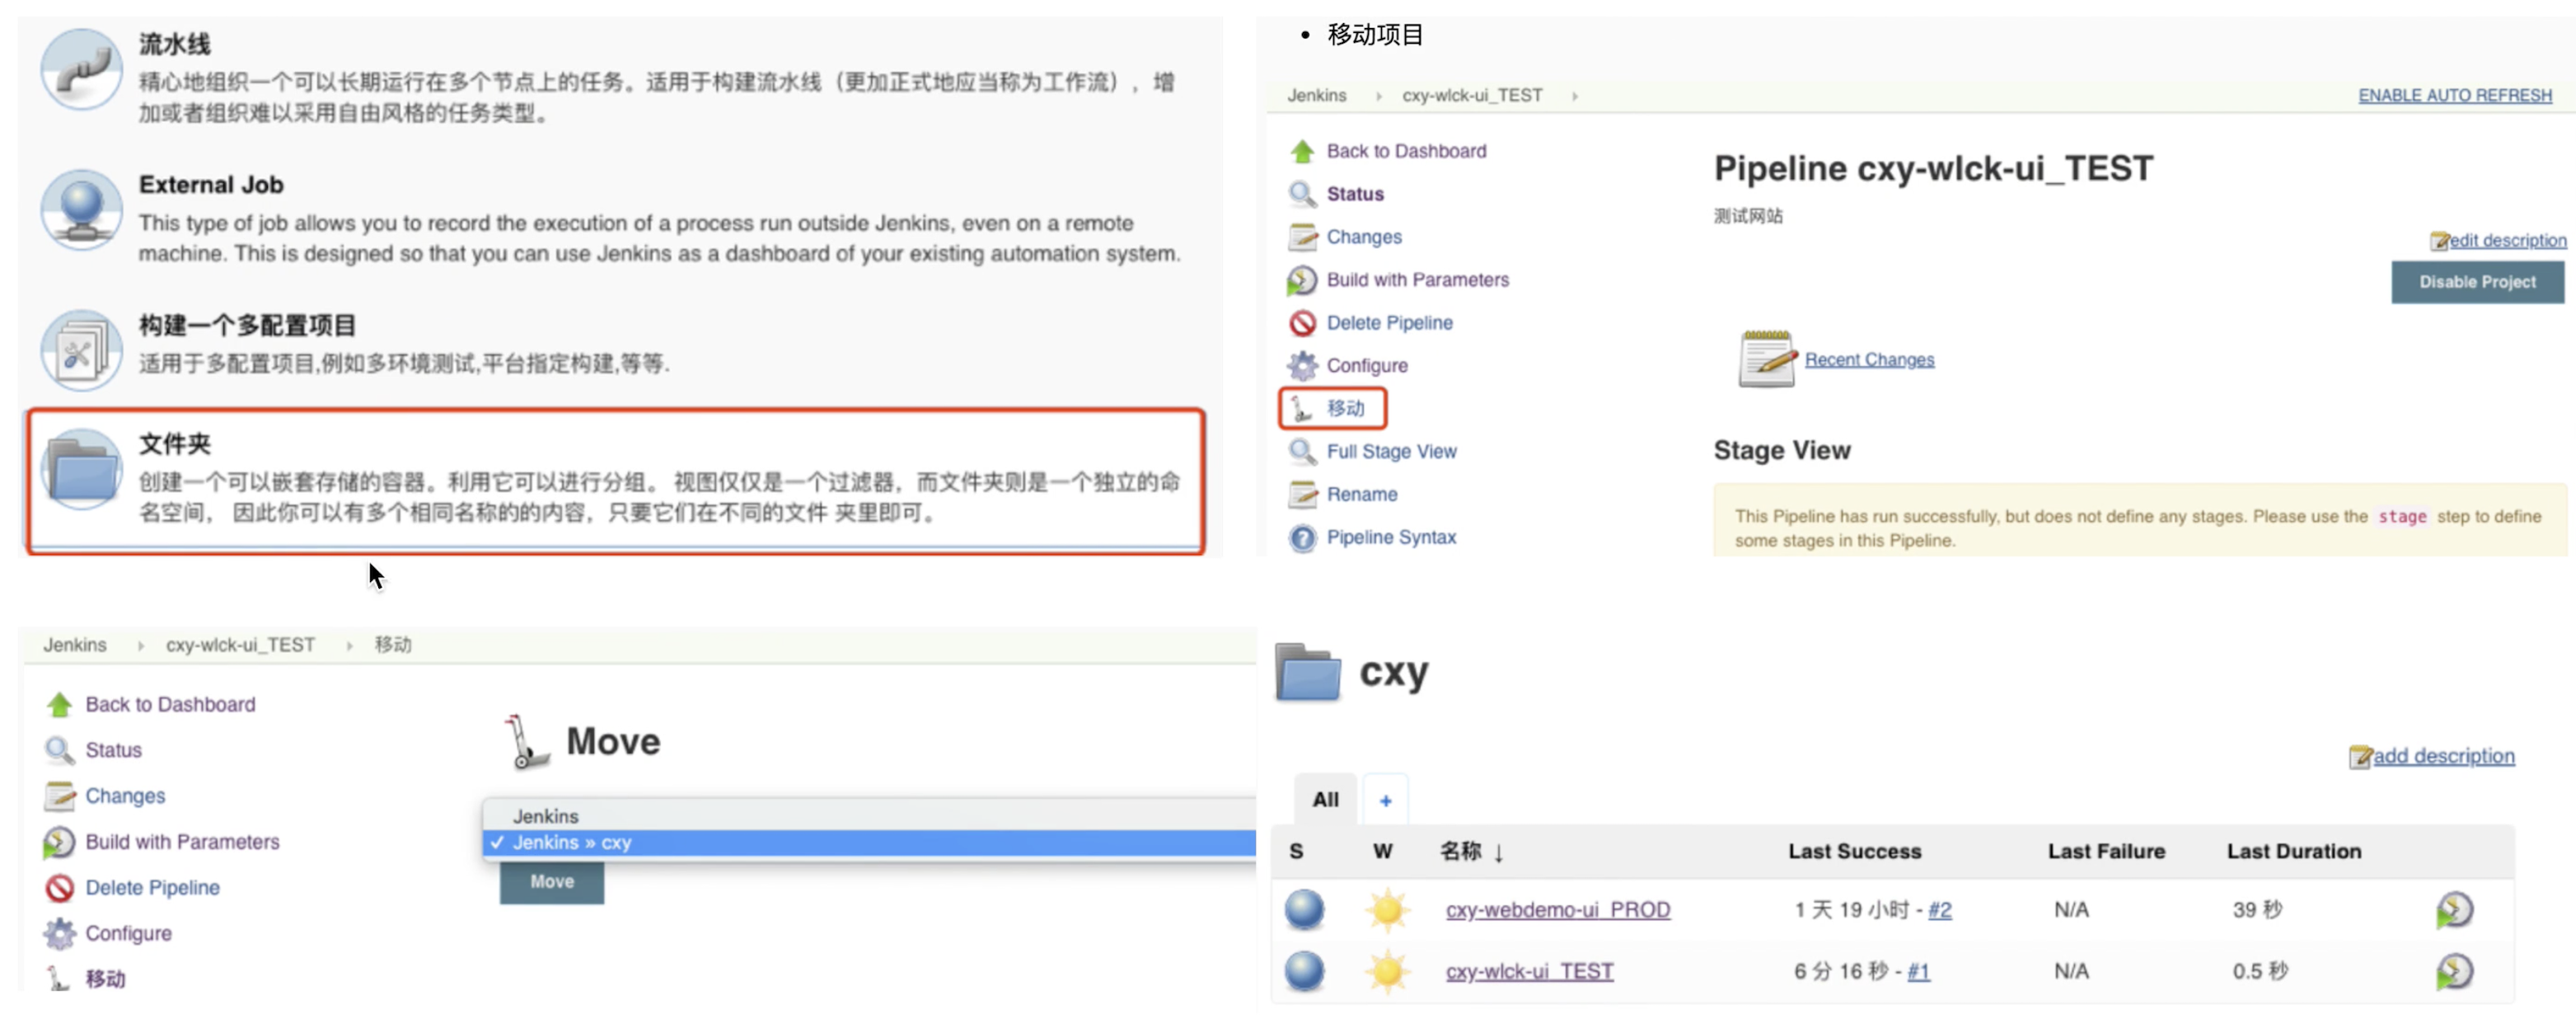 流水线
精心地组织一个可以长期运行在多个节点上的任务。适用于构建流水线（更加正式地应当称为工作流），增
加或者组织难以采用自由风格的任务类型。
External Job
This type of job allows you to record the execution of a process run outside Jenkins, even on a remote
machine. This is designed so that you can use Jenkins as a dashboard of your existing automation system.
构建一个多配置项目
适用于多配置项目,例如多环境测试,平台指定构建,等等.
文件夹
创建一个可以嵌套存储的容器。利用它可以进行分组。 视图仅仅是一个过滤器，而文件夹则是一个独立的命
名空间， 因此你可以有多个相同名称的的内容，只要它们在不同的文件 夹里即可。
• 移动项目
Jenkins › cxy-wlck-ui_TEST ›
ENABLE AUTO REFRESH
Back to Dashboard
Status
Changes
Build with Parameters
Delete Pipeline
Configure
移动
Full Stage View
Rename
Pipeline Syntax
Pipeline cxy-wlck-ui_TEST
测试网站
edit description
Disable Project
Recent Changes
Stage View
This Pipeline has run successfully, but does not define any stages. Please use the stage step to define
some stages in this Pipeline.
Jenkins › cxy-wlck-ui_TEST › 移动
Back to Dashboard
Status
Changes
Build with Parameters
Delete Pipeline
Configure
移动
Move
Jenkins
✓ Jenkins » cxy
Move
cxy
add description
All +
S W 名称 ↓ Last Success Last Failure Last Duration
cxy-webdemo-ui_PROD 1 天 19 小时 - #2 N/A 39 秒
cxy-wlck-ui_TEST 6 分 16 秒 - #1 N/A 0.5 秒